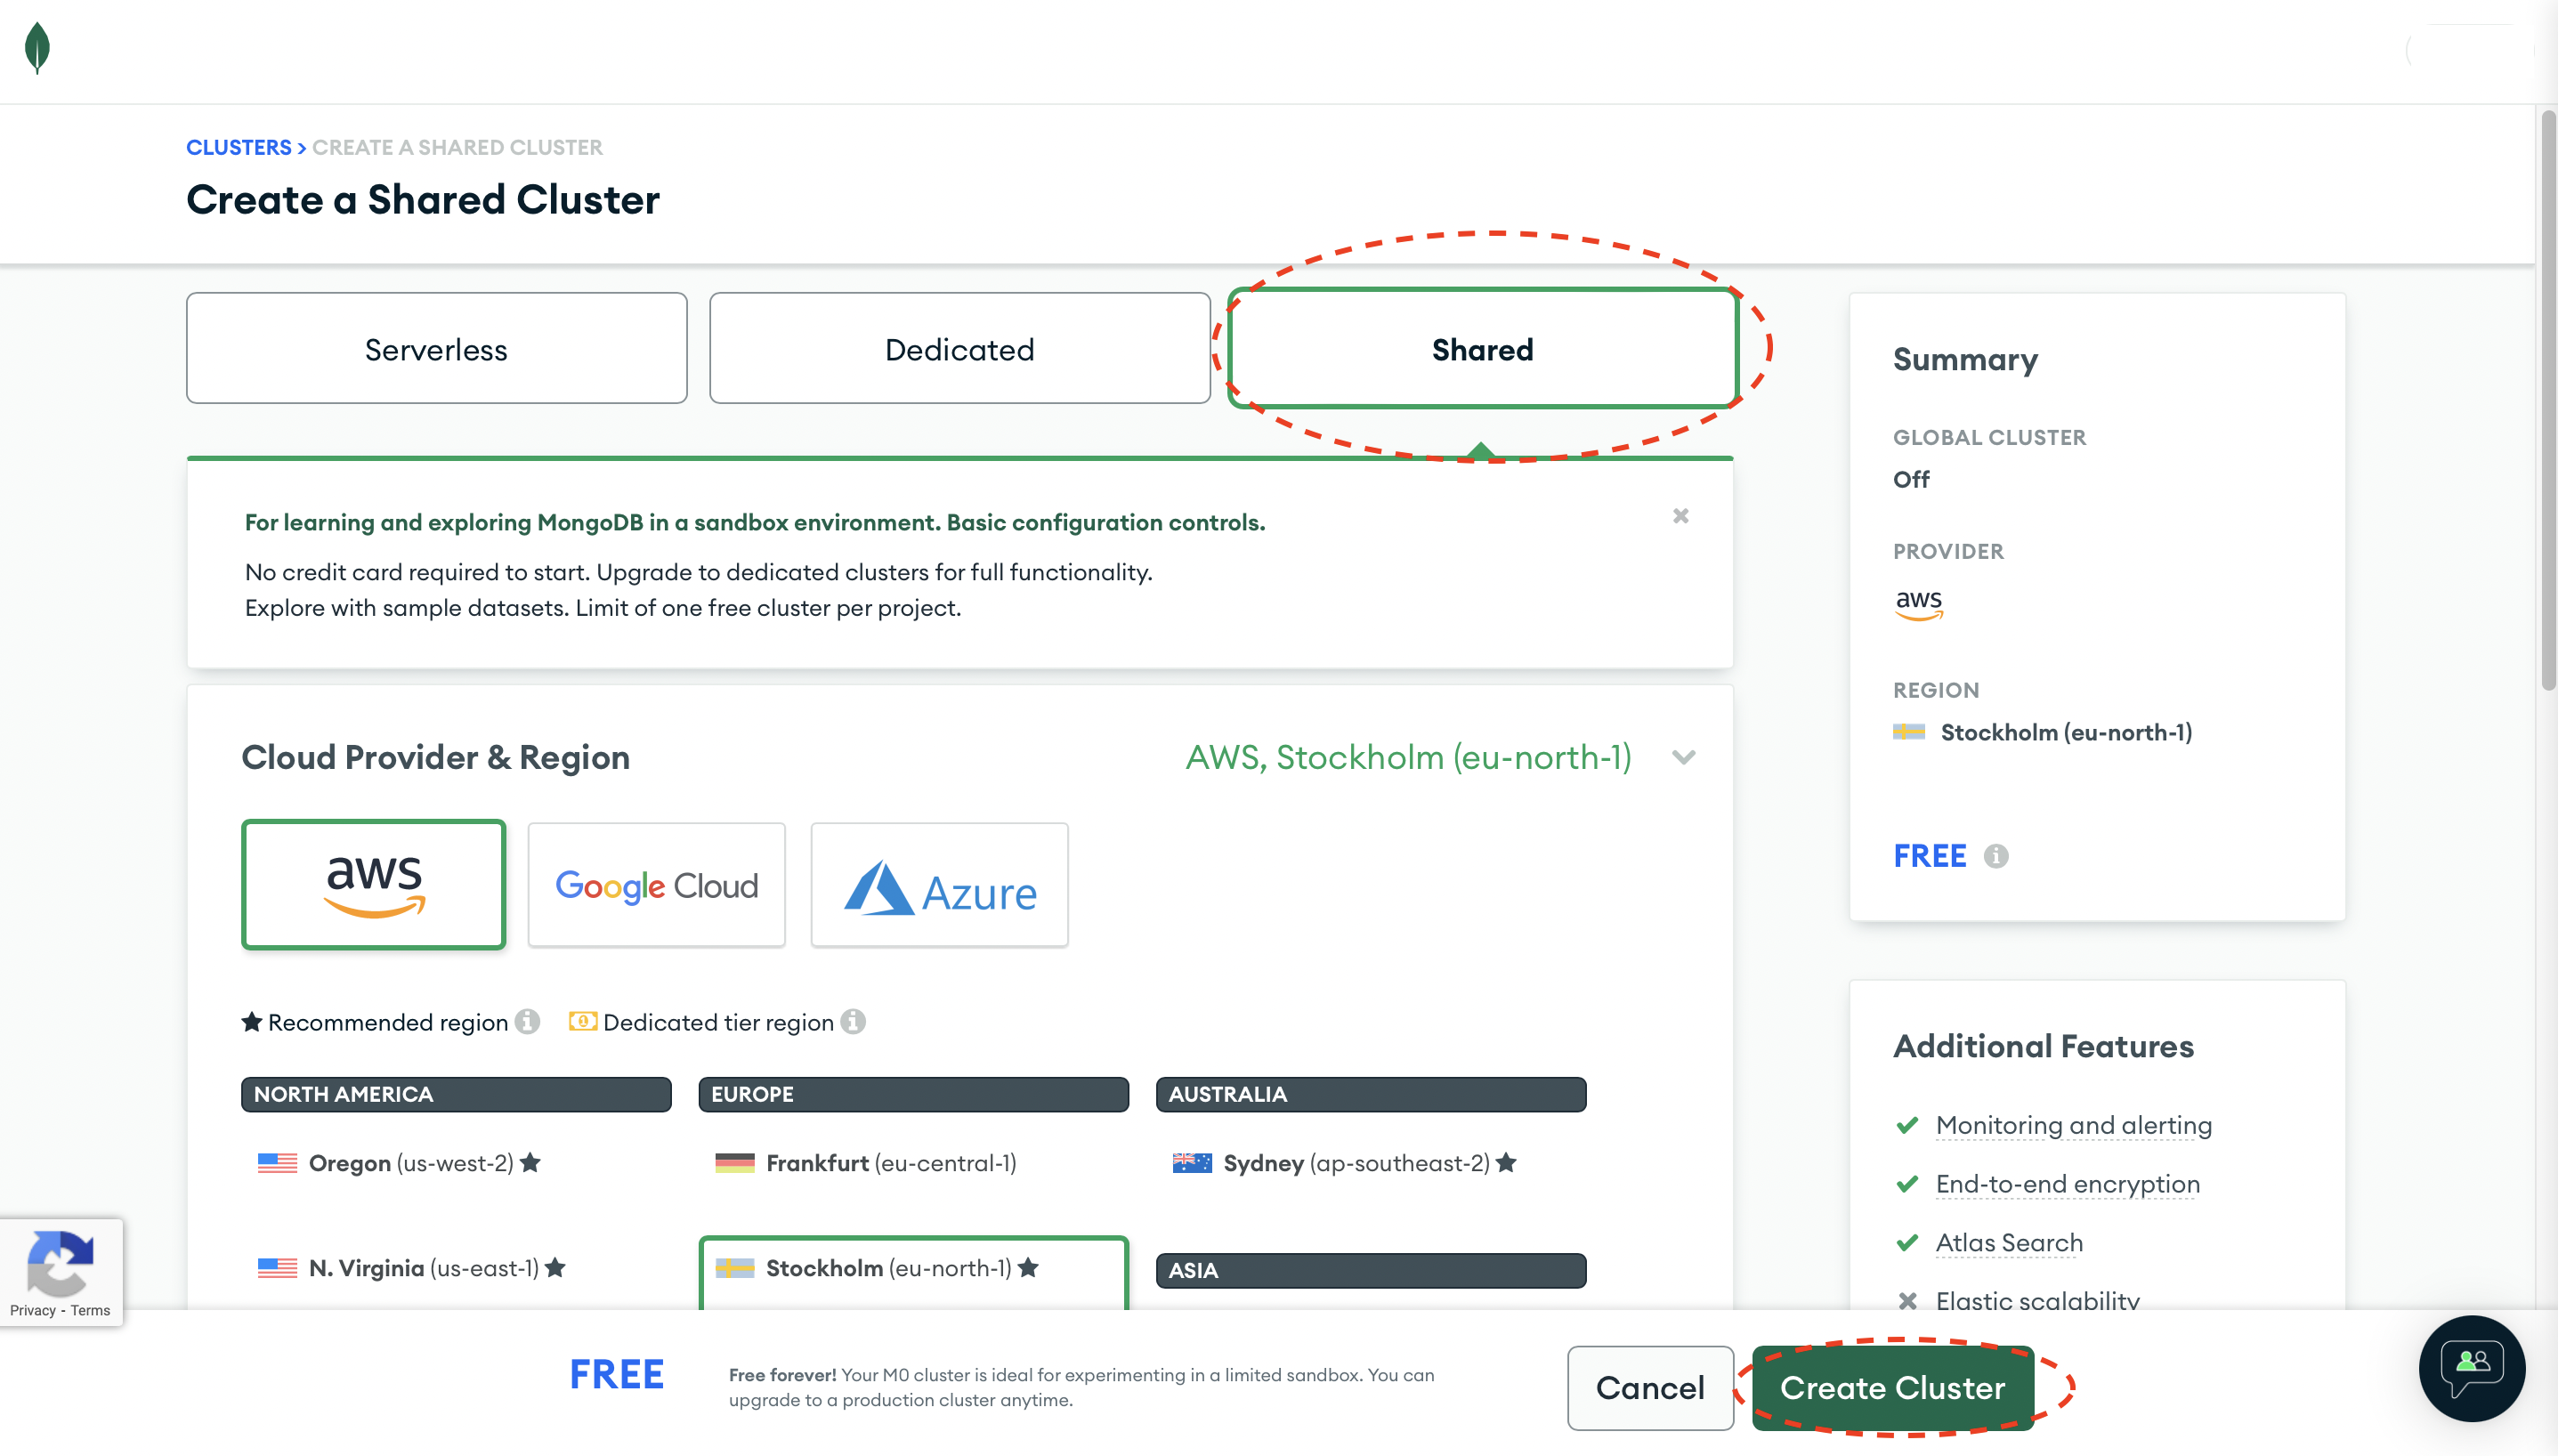 CLUSTERS > CREATE A SHARED CLUSTER
Create a Shared Cluster
Serverless
Dedicated
Shared
For learning and exploring MongoDB in a sandbox environment. Basic configuration controls.
No credit card required to start. Upgrade to dedicated clusters for full functionality.
Explore with sample datasets. Limit of one free cluster per project.
Cloud Provider & Region
AWS, Stockholm (eu-north-1)
aws
Google Cloud
Azure
Recommended region
Dedicated tier region
NORTH AMERICA
Oregon (us-west-2)
N. Virginia (us-east-1)
EUROPE
Frankfurt (eu-central-1)
Stockholm (eu-north-1)
AUSTRALIA
Sydney (ap-southeast-2)
ASIA
Summary
GLOBAL CLUSTER
Off
PROVIDER
aws
REGION
Stockholm (eu-north-1)
FREE
Additional Features
Monitoring and alerting
End-to-end encryption
Atlas Search
Elastic scalability
Privacy - Terms
FREE
Free forever! Your M0 cluster is ideal for experimenting in a limited sandbox. You can
upgrade to a production cluster anytime.
Cancel
Create Cluster